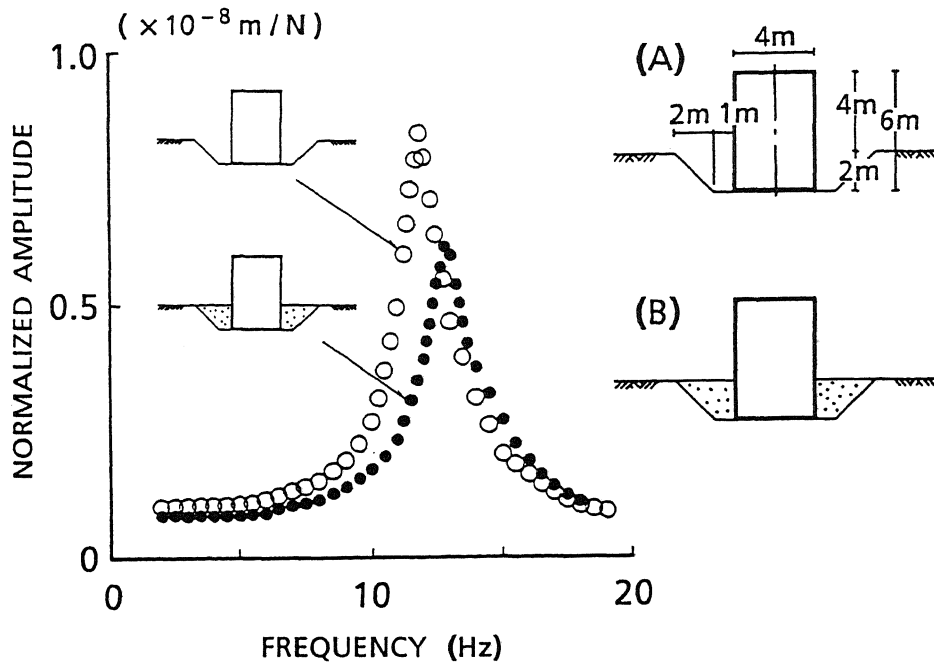 (×10⁻⁸ m/N)
1.0
0.5
0
0
10
20
NORMALIZED AMPLITUDE
FREQUENCY (Hz)
(A)
4m
2m 1m
4m
6m
2m
(B)